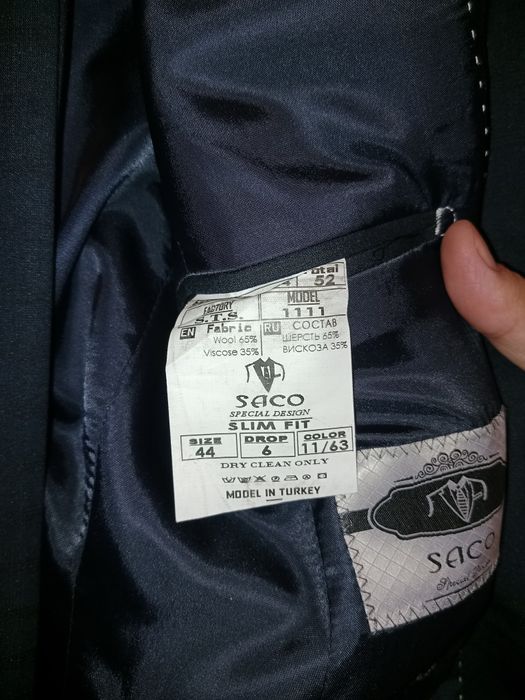 52
FACTORY
S.T.S.
MODEL
1111
EN Fabric
Wool 65%
Viscose 35%
RU СОСТАВ
ШЕРСТЬ 65%
ВИСКОЗА 35%
SACO
SPECIAL DESIGN
SLIM FIT
SIZE DROP COLOR
44 6 11/63
DRY CLEAN ONLY
MODEL IN TURKEY
SACO
Special